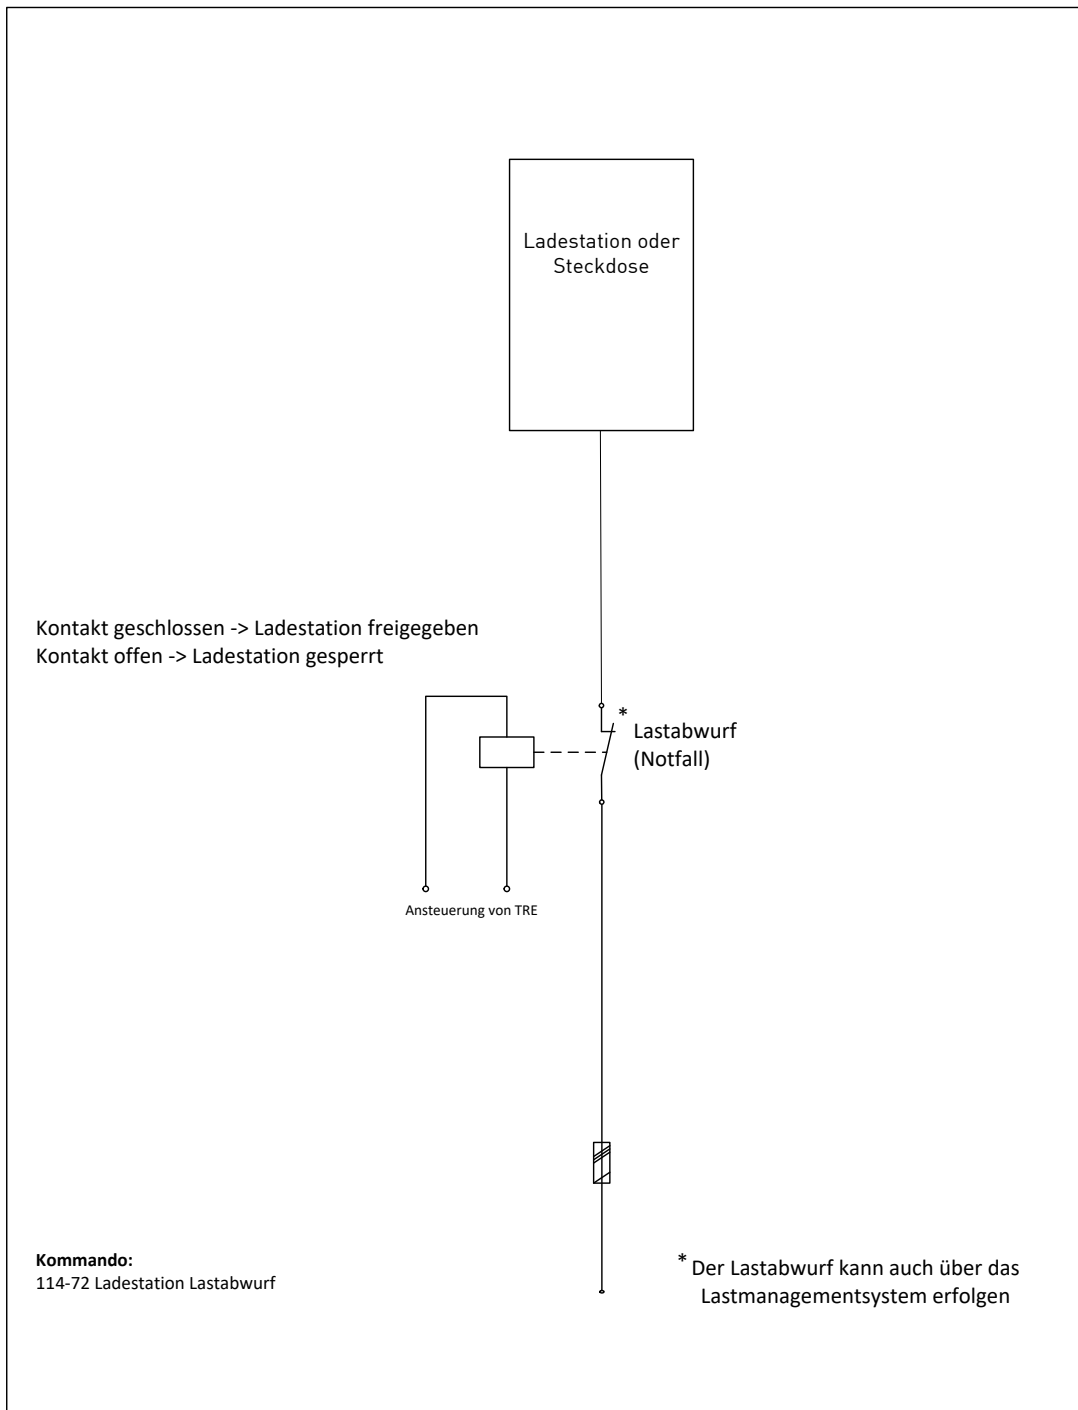 Ladestation oder
Steckdose
Kontakt geschlossen -> Ladestation freigegeben
Kontakt offen -> Ladestation gesperrt
*
Lastabwurf
(Notfall)
Ansteuerung von TRE
Kommando:
114-72 Ladestation Lastabwurf
* Der Lastabwurf kann auch über das
Lastmanagementsystem erfolgen